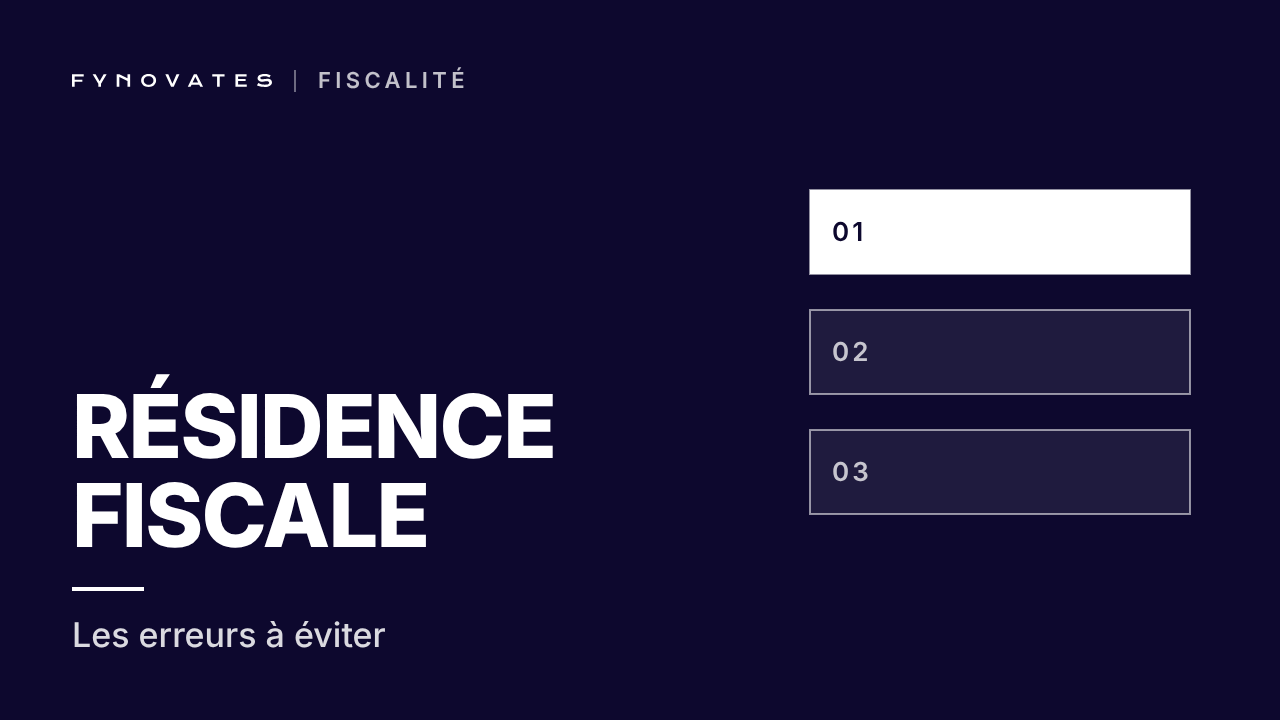 FYNOVATES | FISCALITÉ
01
02
03
RÉSIDENCE
FISCALE
Les erreurs à éviter